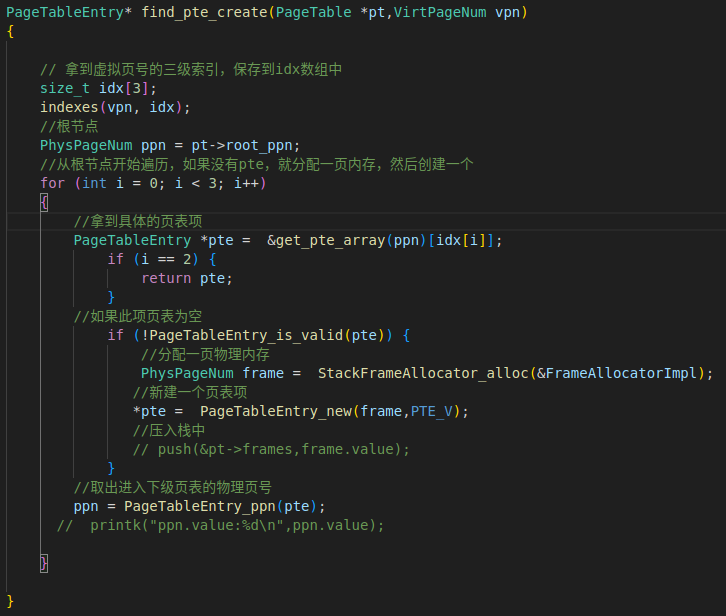 PageTableEntry* find_pte_create(PageTable *pt,VirtPageNum vpn)
{
// 拿到虚拟页号的三级索引，保存到idx数组中
size_t idx[3];
indexes(vpn, idx);
//根节点
PhysPageNum ppn = pt->root_ppn;
//从根节点开始遍历，如果没有pte，就分配一页内存，然后创建一个
for (int i = 0; i < 3; i++)
{
//拿到具体的页表项
PageTableEntry *pte =  &get_pte_array(ppn)[idx[i]];
if (i == 2) {
return pte;
}
//如果此项页表为空
if (!PageTableEntry_is_valid(pte)) {
//分配一页物理内存
PhysPageNum frame =  StackFrameAllocator_alloc(&FrameAllocatorImpl);
//新建一个页表项
*pte =  PageTableEntry_new(frame,PTE_V);
//压入栈中
// push(&pt->frames,frame.value);
}
//取出进入下级页表的物理页号
ppn = PageTableEntry_ppn(pte);
//  printk("ppn.value:%d\n",ppn.value);
}
}